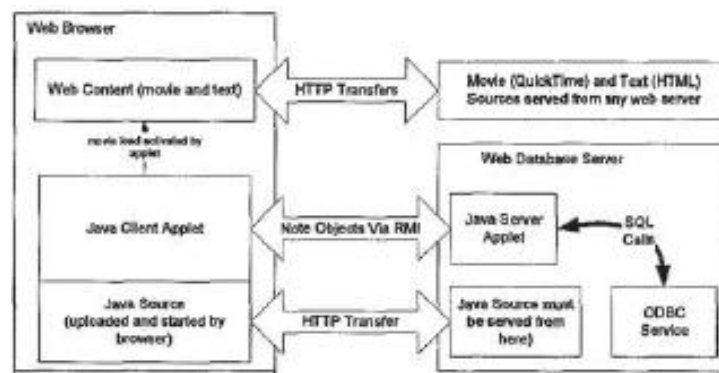 Web Browser
Web Content (movie and text)
HTTP Transfers
Movie (QuickTime) and Text (HTML)
Sources served from any web server
movie load activated by
applet
Web Database Server
Java Client Applet
Note Objects Via RMI
Java Server
Applet
SQL
Calls
Java Source
(uploaded and started by
browser)
HTTP Transfer
Java Source must
be served from
here)
ODBC
Service